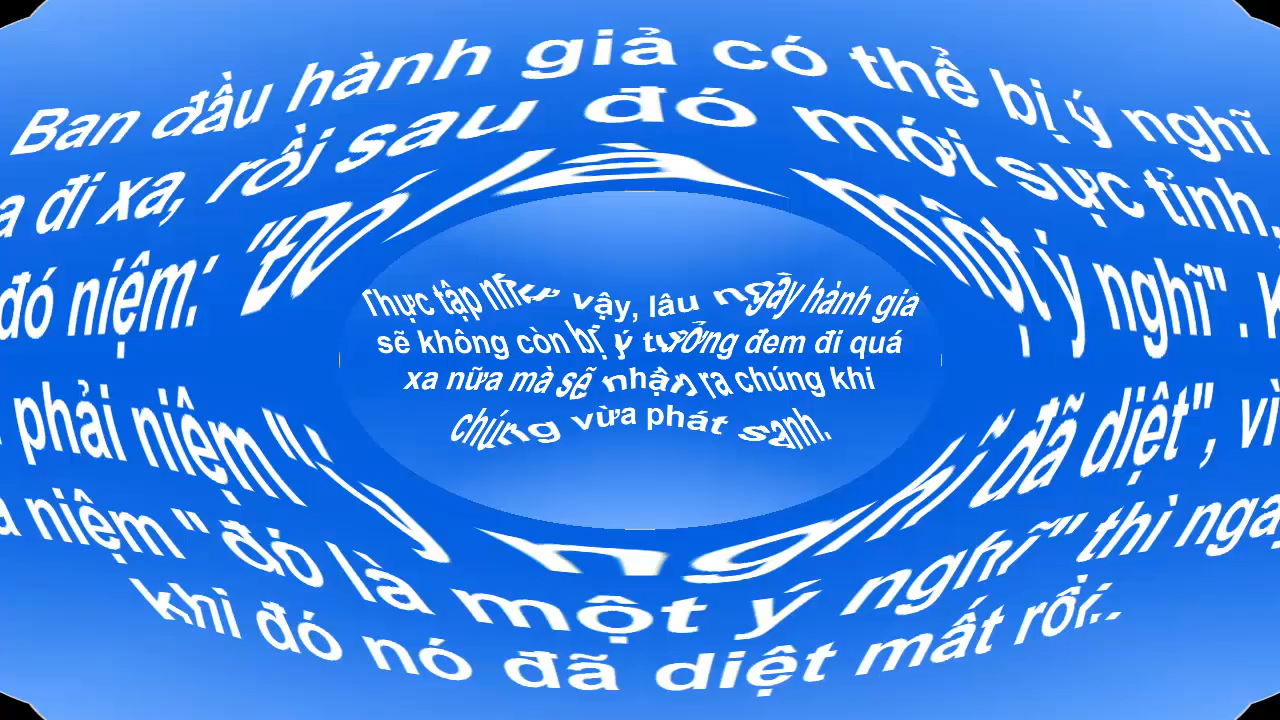 Ban đầu hành giả có thể bị ý nghĩ
đi xa, rồi sau đó mới sực tỉnh.
đó niệm: "Đó là một ý nghĩ".
phải niệm "ý nghĩ đã diệt", vì
niệm "đó là một ý nghĩ" thì
khi đó nó đã diệt mất rồi..
Thực tập như vậy, lâu ngày hành giả
sẽ không còn bị ý tưởng đem đi quá
xa nữa mà sẽ nhận ra chúng khi
chúng vừa phát sanh.